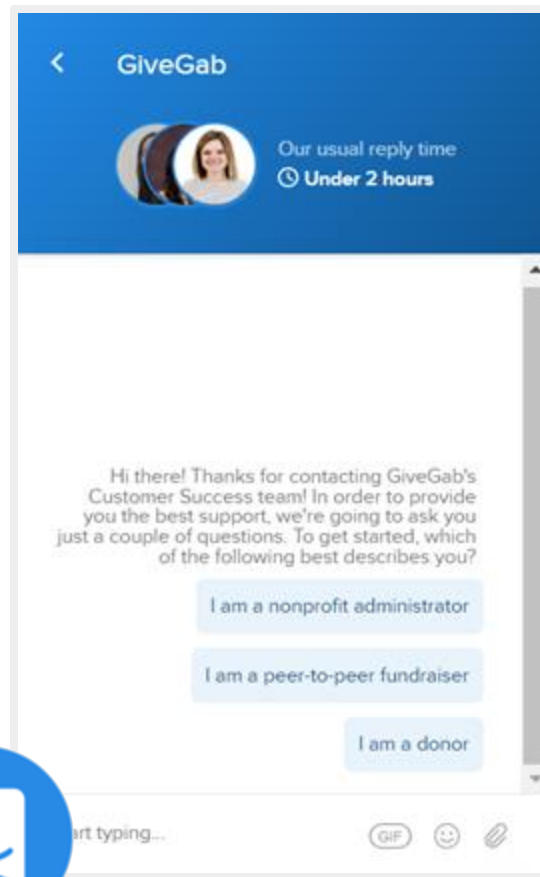 GiveGab
Our usual reply time
Under 2 hours
Hi there! Thanks for contacting GiveGab's
Customer Success team! In order to provide
you the best support, we're going to ask you
just a couple of questions. To get started, which
of the following best describes you?
I am a nonprofit administrator
I am a peer-to-peer fundraiser
I am a donor
art typing...
GIF